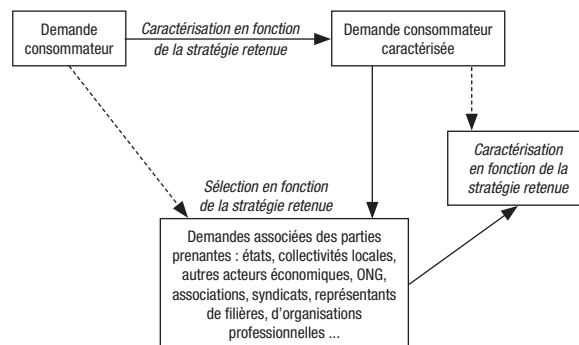 Demande
consommateur
Caractérisation en fonction
de la stratégie retenue
Demande consommateur
caractérisée
Caractérisation
en fonction de la
stratégie retenue
Sélection en fonction
de la stratégie retenue
Demandes associées des parties
prenantes : états, collectivités locales,
autres acteurs économiques, ONG,
associations, syndicats, représentants
de filières, d'organisations
professionnelles ...